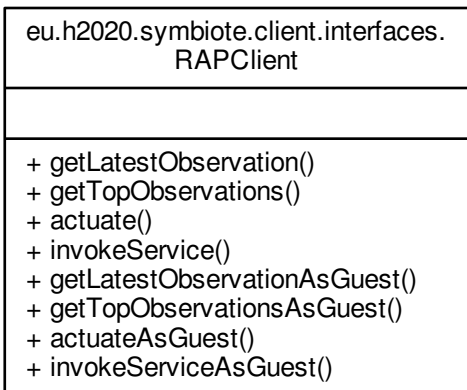 eu.h2020.symbiote.client.interfaces.
RAPClient
+ getLatestObservation()
+ getTopObservations()
+ actuate()
+ invokeService()
+ getLatestObservationAsGuest()
+ getTopObservationsAsGuest()
+ actuateAsGuest()
+ invokeServiceAsGuest()